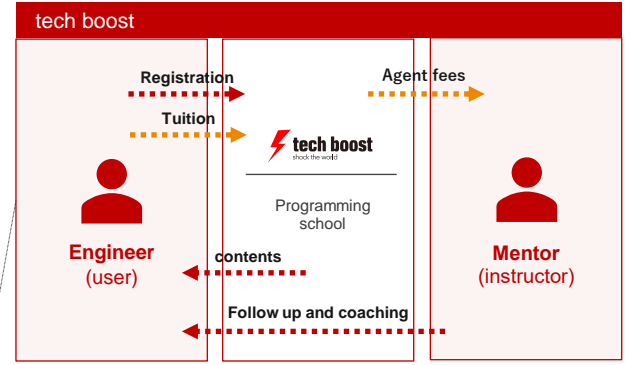 tech boost
Registration
Agent fees
Tuition
tech boost
shock the world
Programming
school
Engineer
(user)
Mentor
(instructor)
contents
Follow up and coaching